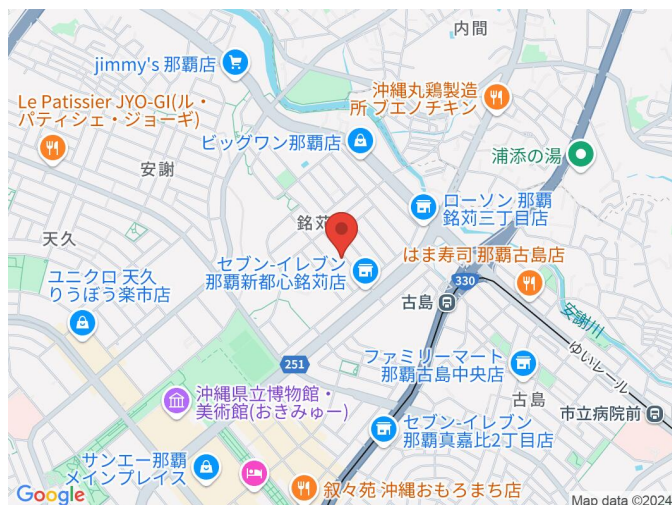 内間
jimmy's 那覇店
沖縄丸鶏製造
所 ブエノチキン
Le Patissier JYO-GI(ル・
パティシェ・ジョーギ)
ビッグワン那覇店
浦添の湯
安謝
ローソン 那覇
銘苅三丁目店
銘苅
天久
はま寿司 那覇古島店
セブン-イレブン
那覇新都心銘苅店
ユニクロ 天久
りうぼう楽市店
330
古島
安謝川
ゆいレール
251
ファミリーマート
那覇古島中央店
沖縄県立博物館・
美術館(おきみゅー)
古島
市立病院前
セブン-イレブン
那覇真嘉比2丁目店
サンエー那覇
メインプレイス
叙々苑 沖縄おもろまち店
Google
Map data ©2024